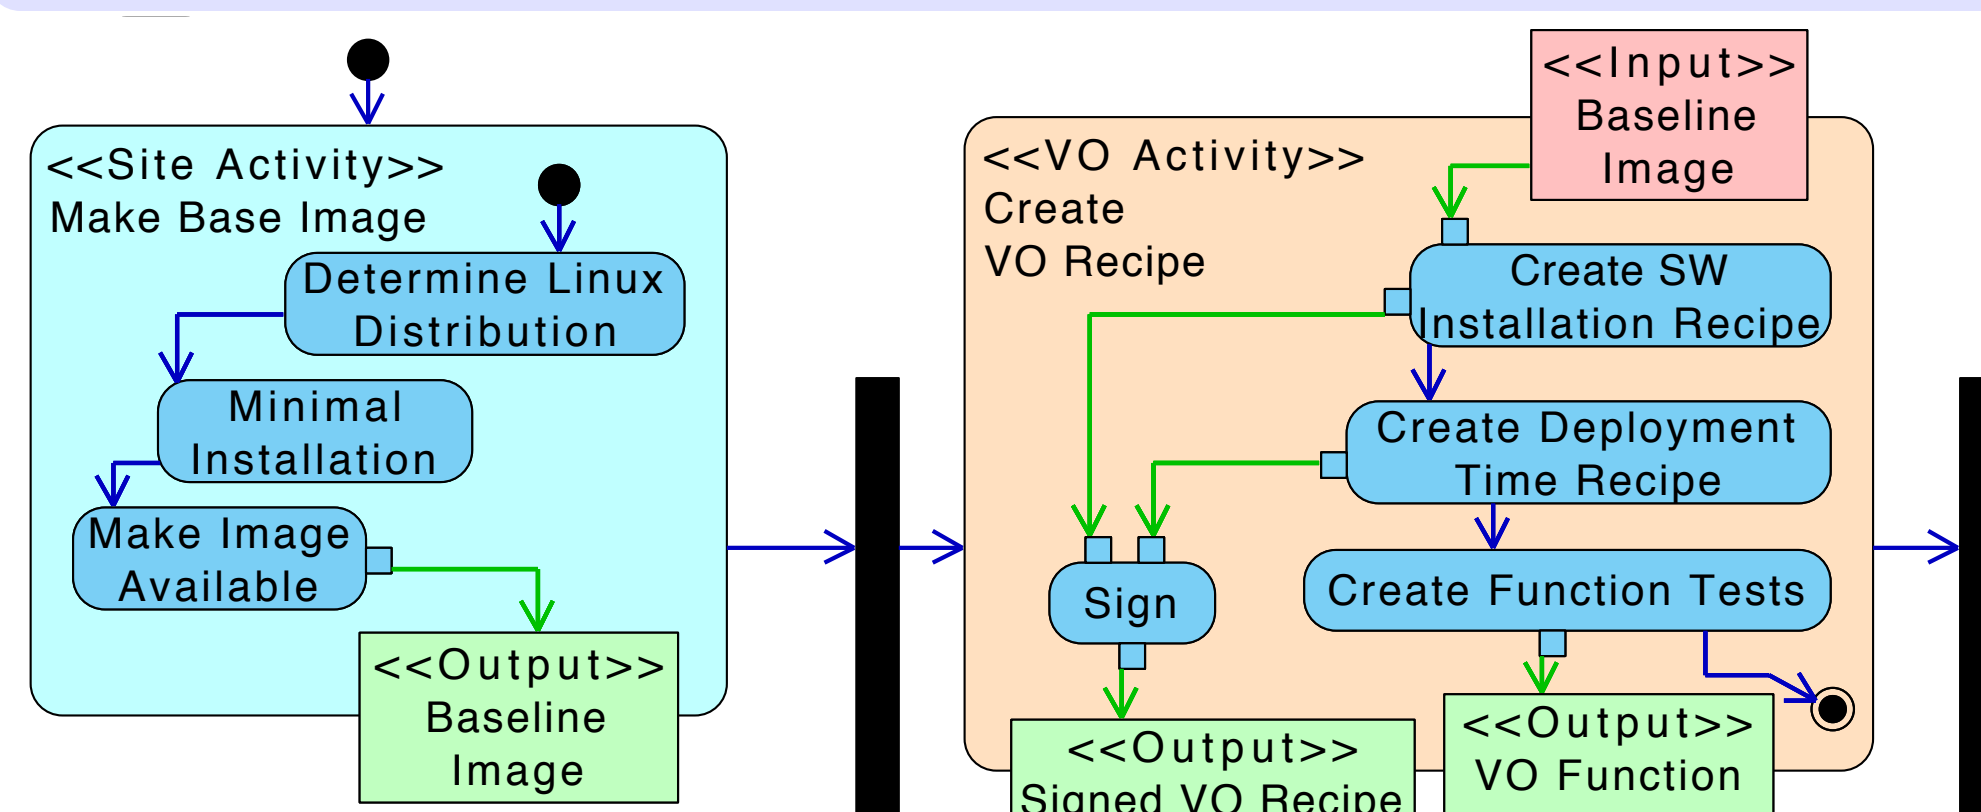 <<Site Activity>>
Make Base Image
Determine Linux
Distribution
Minimal
Installation
Make Image
Available
<<Output>>
Baseline
Image
<<VO Activity>>
Create
VO Recipe
<<Input>>
Baseline
Image
Create SW
Installation Recipe
Create Deployment
Time Recipe
Sign
Create Function Tests
<<Output>>
Signed VO Recipe
<<Output>>
VO Function